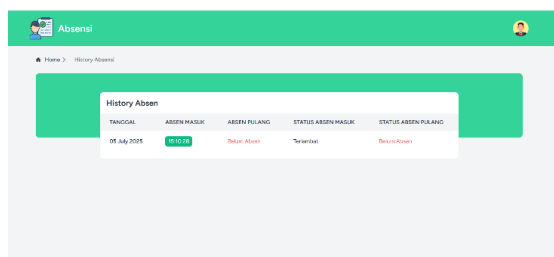 Absensi
Home > History Absensi
History Absen
TANGGAL ABSEN MASUK ABSEN PULANG STATUS ABSEN MASUK STATUS ABSEN PULANG
05 July 2025 15:10:28 Belum Absen Terlambat Belum Absen